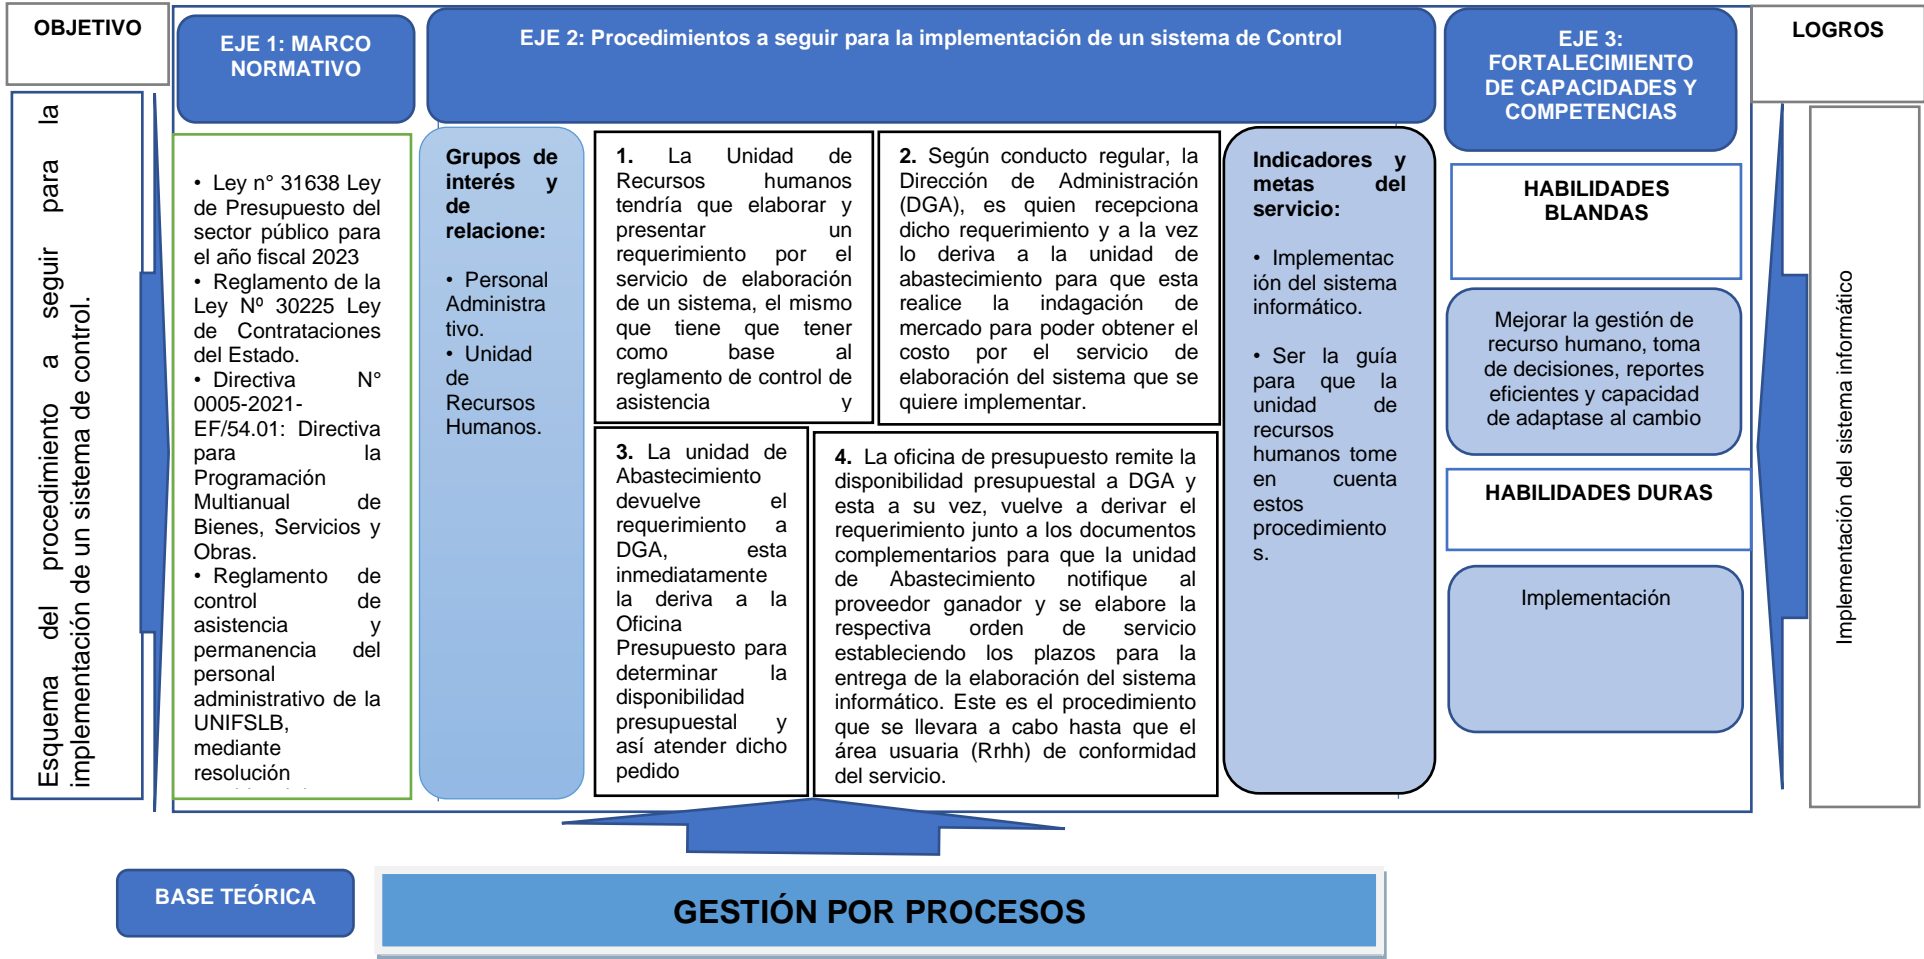 OBJETIVO
Esquema del procedimiento a seguir para la
implementación de un sistema de control.
EJE 1: MARCO
NORMATIVO
• Ley n° 31638 Ley
de Presupuesto del
sector público para
el año fiscal 2023
• Reglamento de la
Ley Nº 30225 Ley
de Contrataciones
del Estado.
• Directiva N°
0005-2021-
EF/54.01: Directiva
para la
Programación
Multianual de
Bienes, Servicios y
Obras.
• Reglamento de
control de
asistencia y
permanencia del
personal
administrativo de la
UNIFSLB,
mediante
resolución
EJE 2: Procedimientos a seguir para la implementación de un sistema de Control
Grupos de
interés y
de
relacione:
• Personal
Administra
tivo.
• Unidad
de
Recursos
Humanos.
1. La Unidad de
Recursos humanos
tendría que elaborar y
presentar un
requerimiento por el
servicio de elaboración
de un sistema, el mismo
que tiene que tener
como base al
reglamento de control de
asistencia y
2. Según conducto regular, la
Dirección de Administración
(DGA), es quien recepciona
dicho requerimiento y a la vez
lo deriva a la unidad de
abastecimiento para que esta
realice la indagación de
mercado para poder obtener el
costo por el servicio de
elaboración del sistema que se
quiere implementar.
3. La unidad de
Abastecimiento
devuelve el
requerimiento a
DGA, esta
inmediatamente
la deriva a la
Oficina
Presupuesto para
determinar la
disponibilidad
presupuestal y
así atender dicho
pedido
4. La oficina de presupuesto remite la
disponibilidad presupuestal a DGA y
esta a su vez, vuelve a derivar el
requerimiento junto a los documentos
complementarios para que la unidad
de Abastecimiento notifique al
proveedor ganador y se elabore la
respectiva orden de servicio
estableciendo los plazos para la
entrega de la elaboración del sistema
informático. Este es el procedimiento
que se llevara a cabo hasta que el
área usuaria (Rrhh) de conformidad
del servicio.
Indicadores y
metas del
servicio:
• Implementac
ión del sistema
informático.
• Ser la guía
para que la
unidad de
recursos
humanos tome
en cuenta
estos
procedimiento
s.
EJE 3:
FORTALECIMIENTO
DE CAPACIDADES Y
COMPETENCIAS
HABILIDADES
BLANDAS
Mejorar la gestión de
recurso humano, toma
de decisiones, reportes
eficientes y capacidad
de adaptase al cambio
HABILIDADES DURAS
Implementación
LOGROS
Implementación del sistema informático
BASE TEÓRICA
GESTIÓN POR PROCESOS